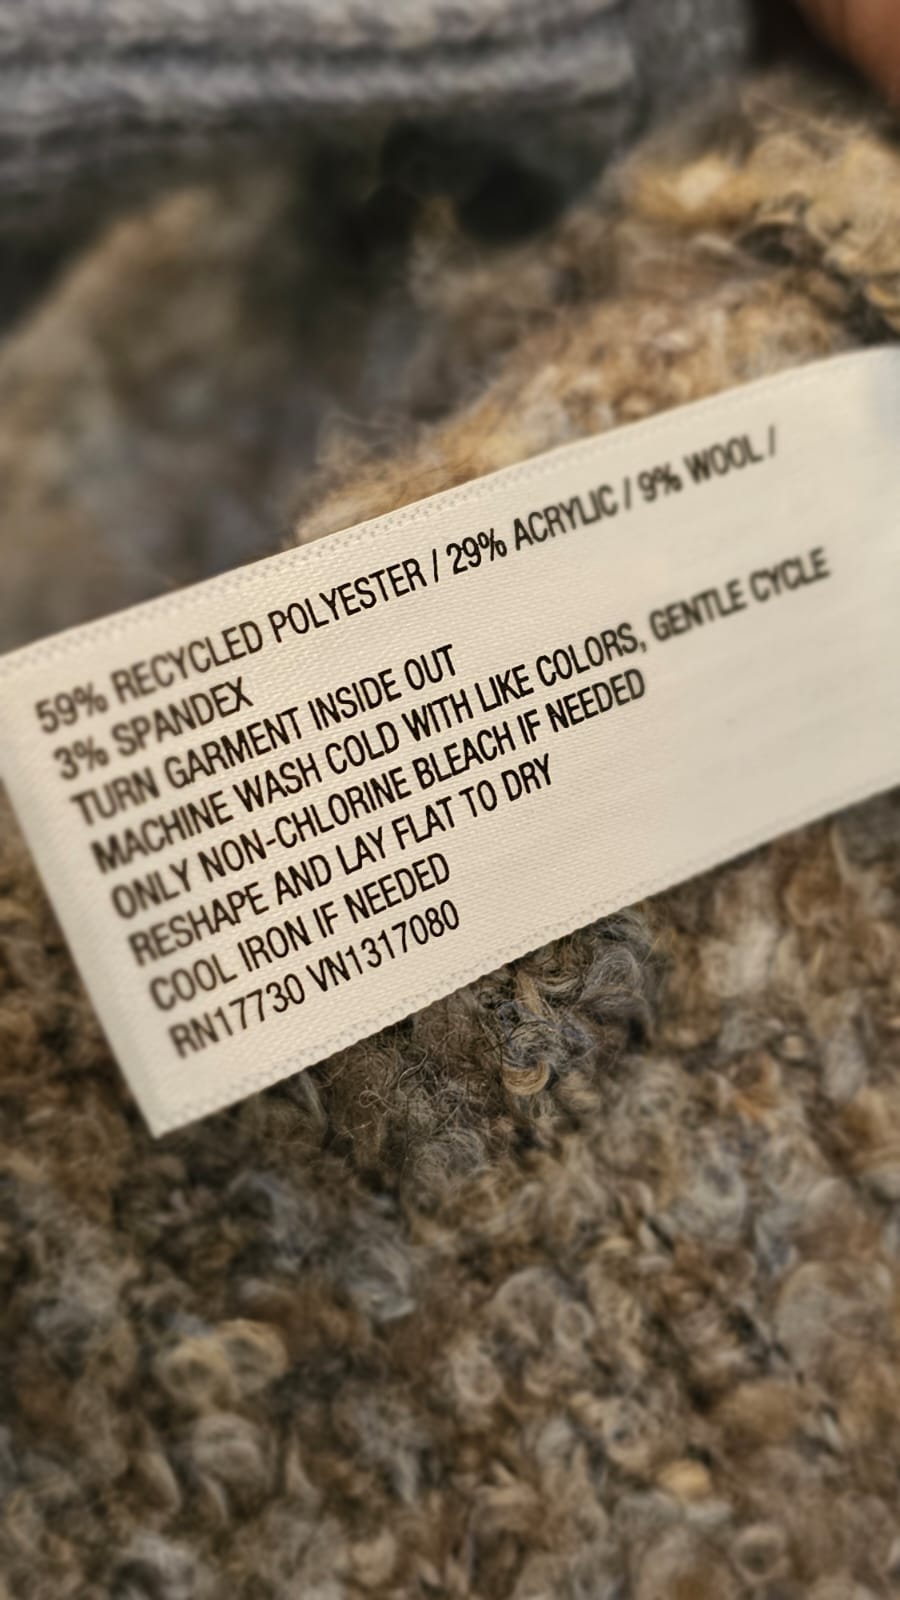 59% RECYCLED POLYESTER / 29% ACRYLIC / 9% WOOL /
3% SPANDEX
TURN GARMENT INSIDE OUT
MACHINE WASH COLD WITH LIKE COLORS, GENTLE CYCLE
ONLY NON-CHLORINE BLEACH IF NEEDED
RESHAPE AND LAY FLAT TO DRY
COOL IRON IF NEEDED
RN17730 VN1317080